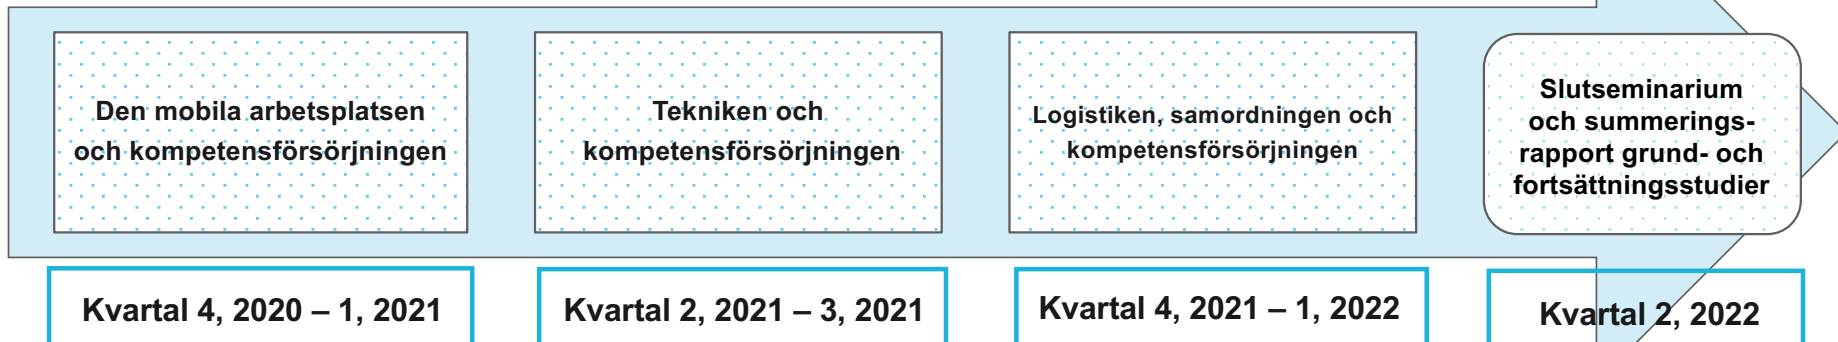 Den mobila arbetsplatsen
och kompetensförsörjningen
Tekniken och
kompetensförsörjningen
Logistiken, samordningen och
kompetensförsörjningen
Slutseminarium
och summerings-
rapport grund- och
fortsättningsstudier
Kvartal 4, 2020 – 1, 2021
Kvartal 2, 2021 – 3, 2021
Kvartal 4, 2021 – 1, 2022
Kvartal 2, 2022